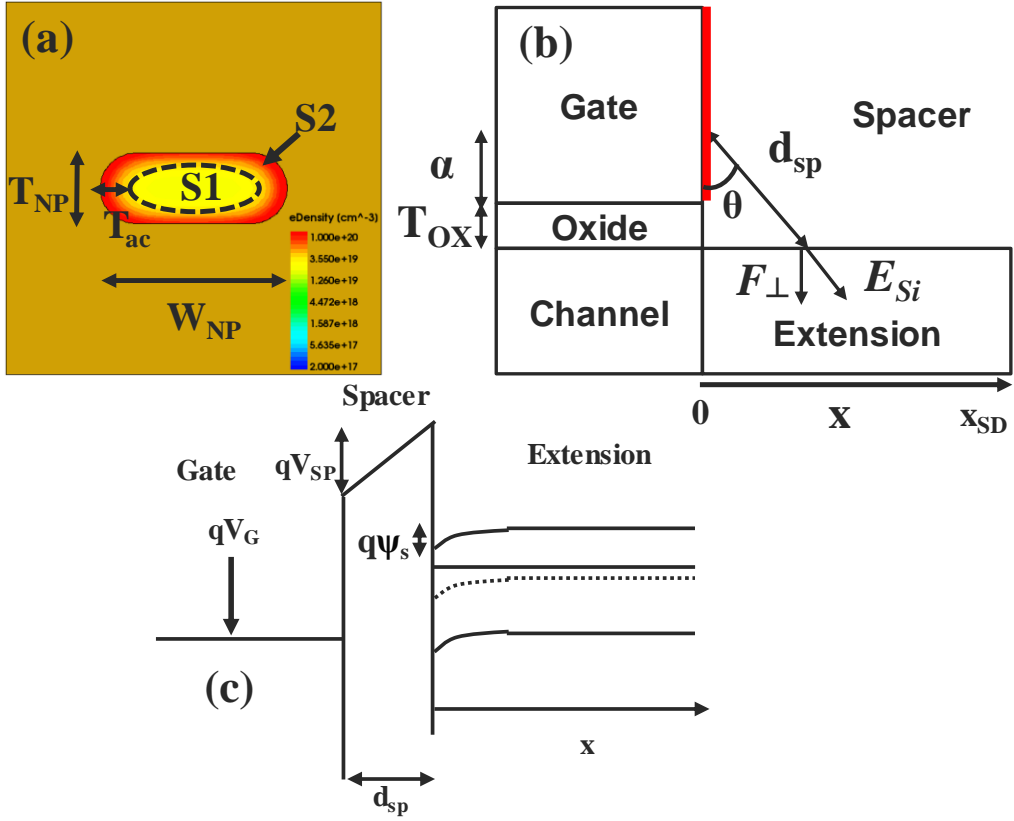 (a)
S2
S1
T_NP
T_ac
W_NP
eDensity (cm^-3)
1.000e+20
3.550e+19
1.260e+19
4.472e+18
1.587e+18
5.635e+17
2.000e+17
(b)
Gate
Spacer
d_sp
α
θ
T_OX
Oxide
Channel
F_⊥
E_Si
Extension
0
x
x_SD
Spacer
Gate
Extension
qV_SP
qV_G
qψ_s
(c)
x
d_sp